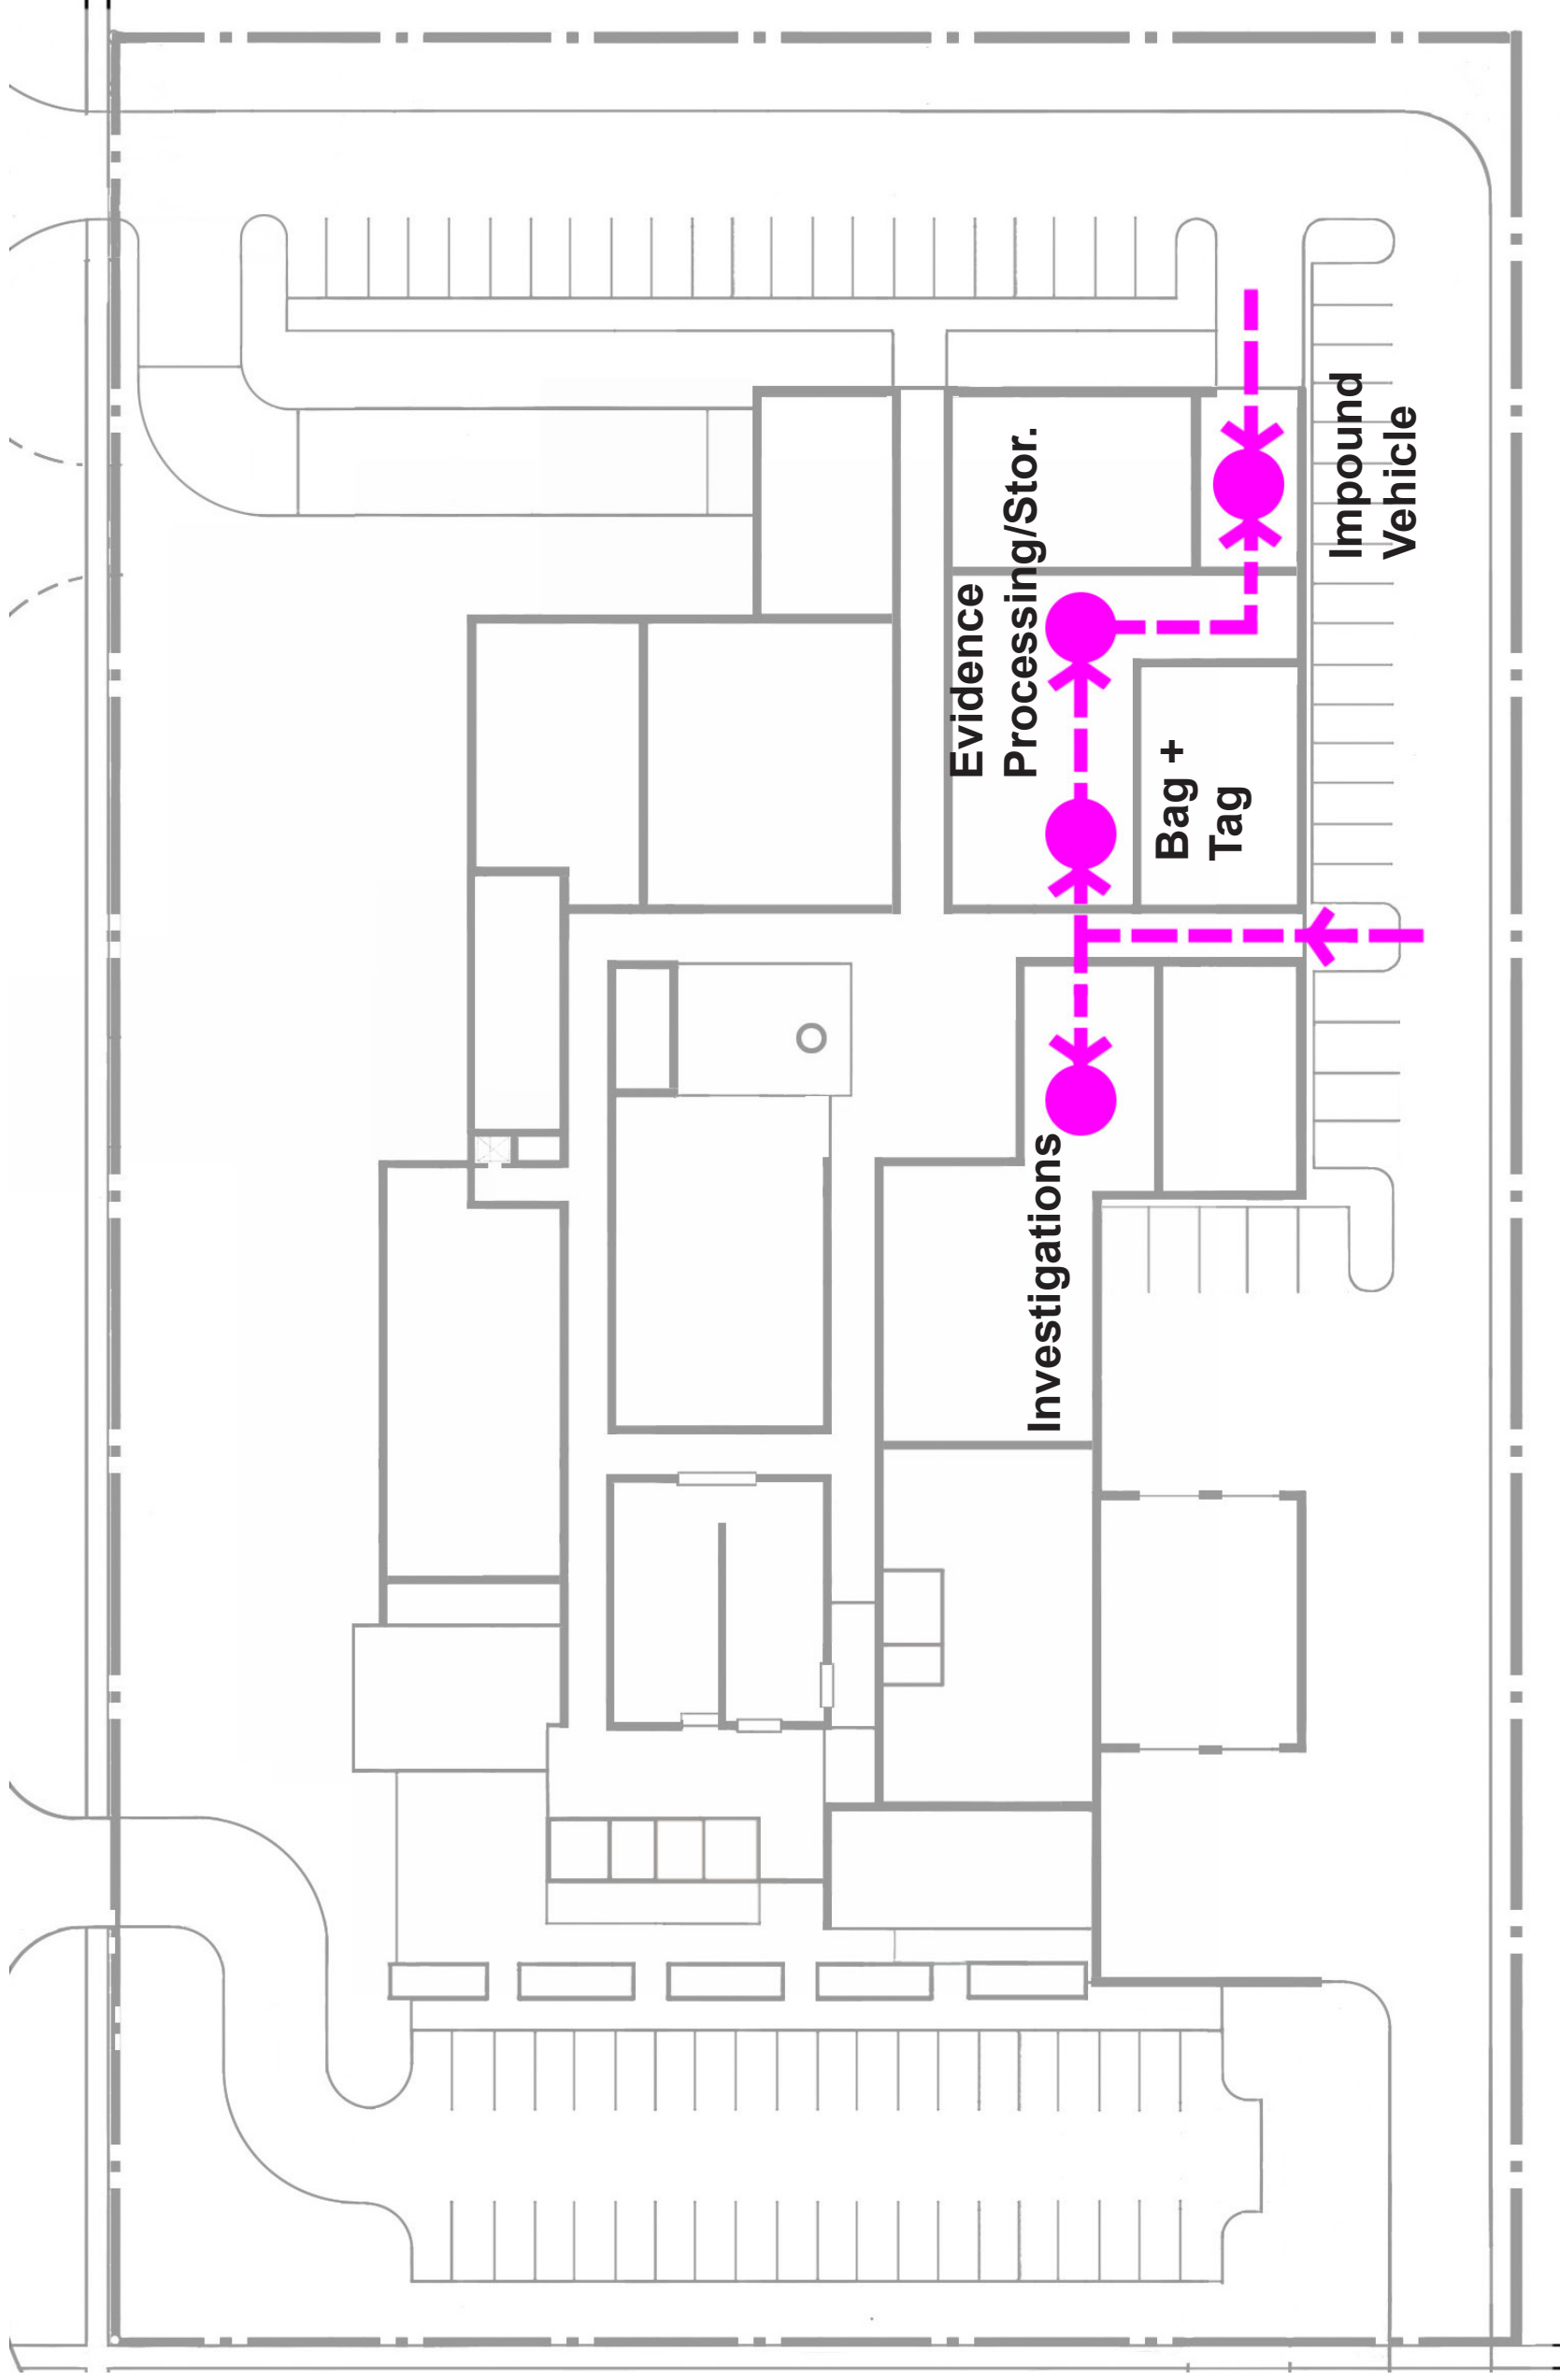 Impound
Vehicle
Evidence
Processing/Stor.
Bag +
Tag
Investigations